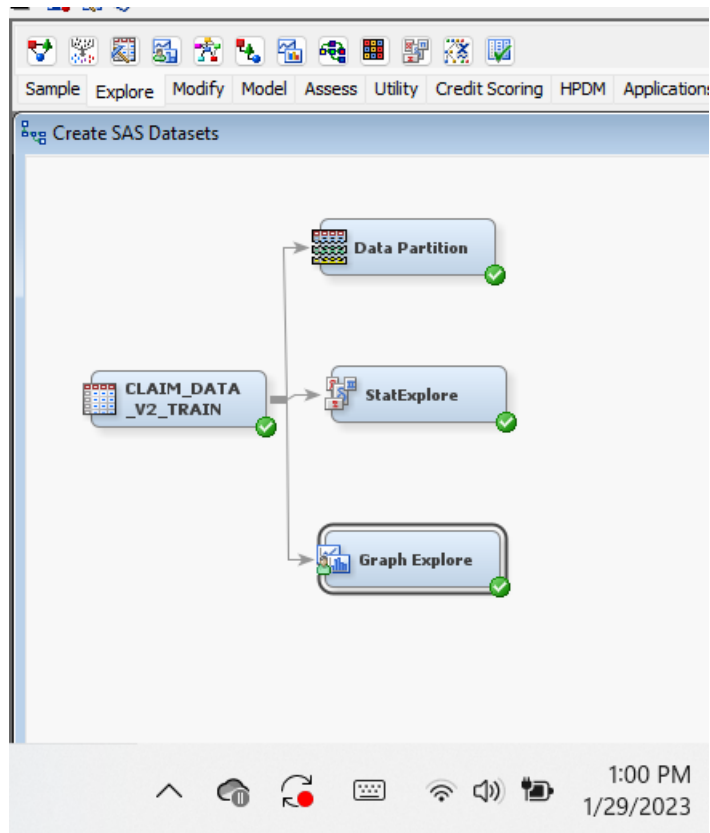 Sample Explore Modify Model Assess Utility Credit Scoring HPDM Applications
Create SAS Datasets
Data Partition
CLAIM_DATA
_V2_TRAIN
StatExplore
Graph Explore
1:00 PM
1/29/2023